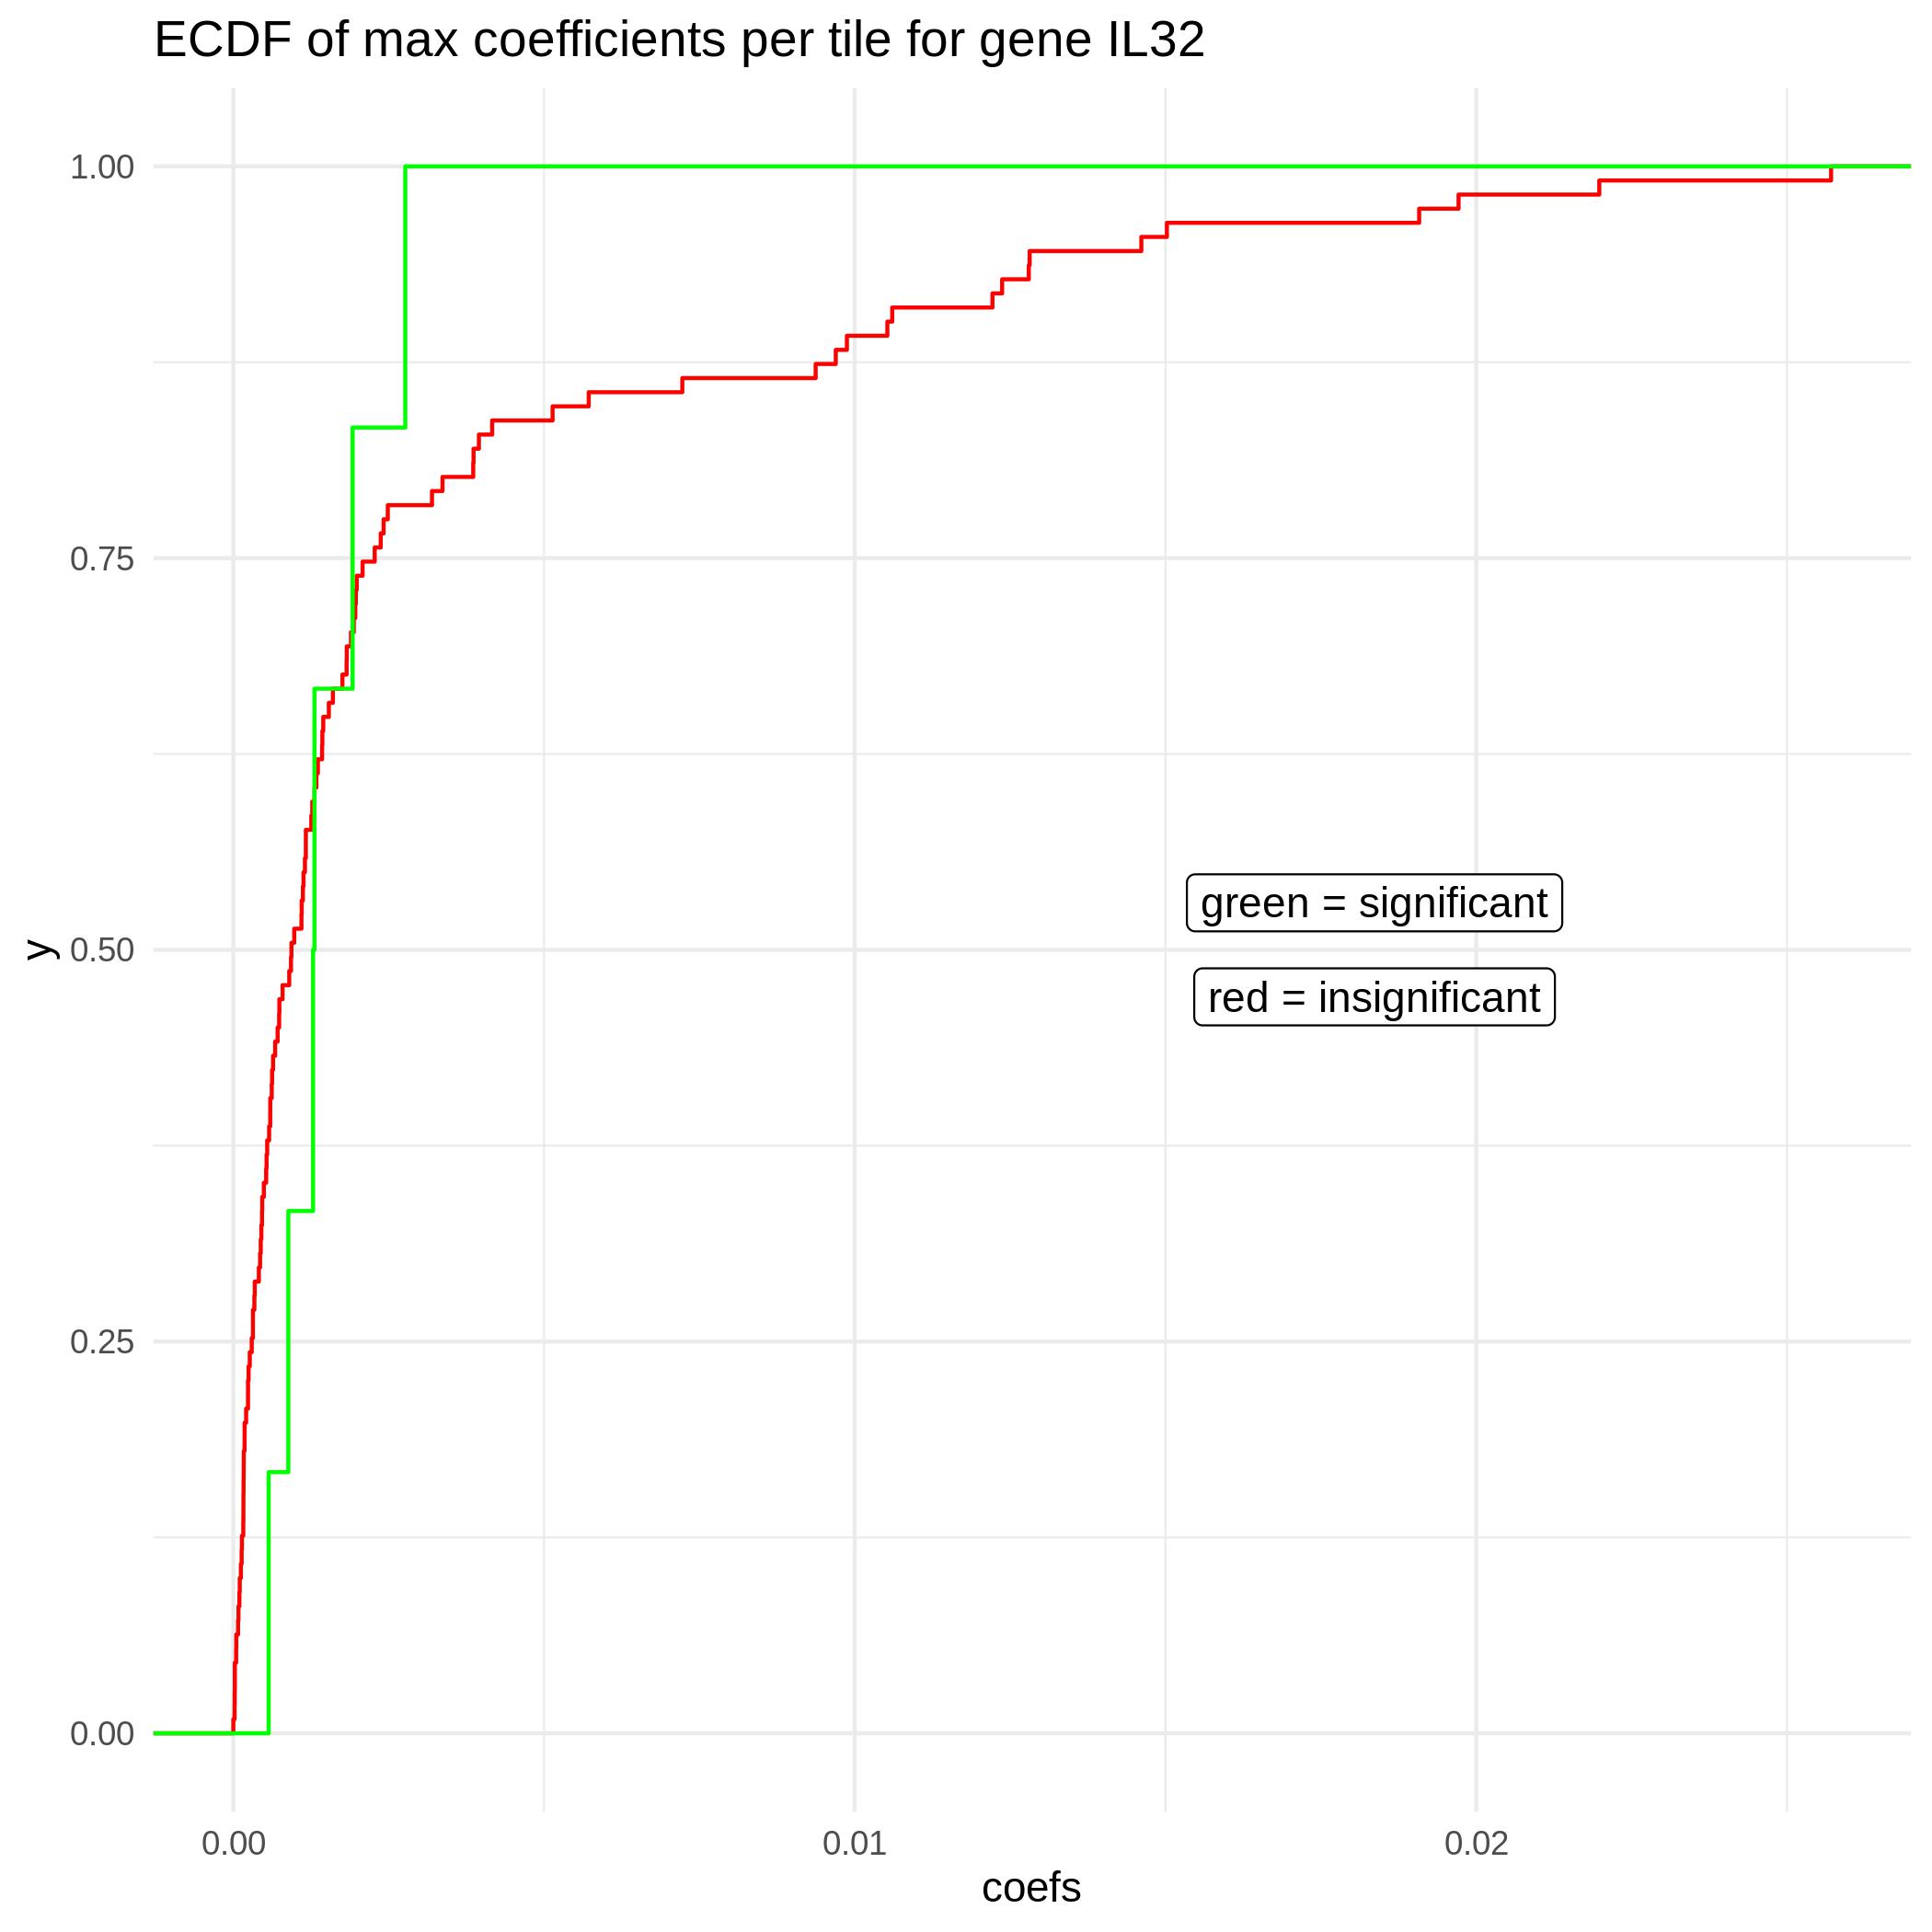 ECDF of max coefficients per tile for gene IL32
1.00
0.75
0.50
0.25
0.00
y
green = significant
red = insignificant
0.00
0.01
0.02
coefs